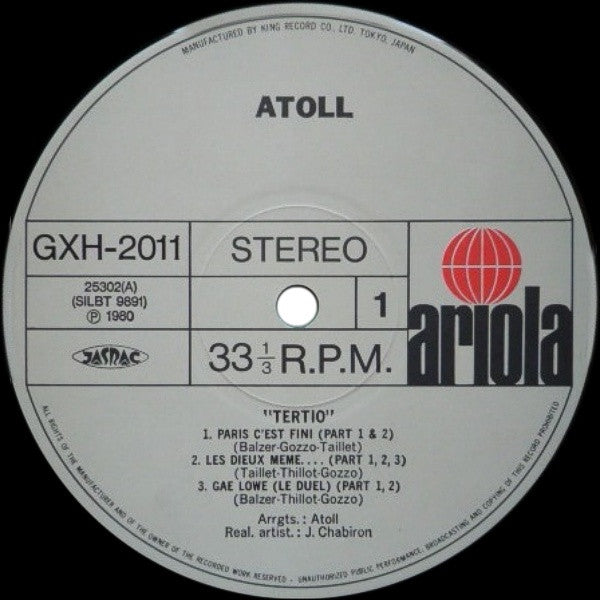 MANUFACTURED BY KING RECORD CO., LTD. TOKYO, JAPAN
ATOLL
GXH-2011
STEREO
25302(A)
(SILBT 9891)
Ⓟ 1980
1
ariola
JASRAC
33 1/3 R.P.M.
"TERTIO"
1. PARIS C'EST FINI (PART 1 & 2)
(Balzer-Gozzo-Taillet)
2. LES DIEUX MEME.... (PART 1, 2, 3)
(Taillet-Thillot-Gozzo)
3. GAE LOWE (LE DUEL) (PART 1, 2)
(Balzer-Thillot-Gozzo)
Arrgts. : Atoll
Real. artist. : J. Chabiron
ALL RIGHTS OF THE MANUFACTURER AND OF THE OWNER OF THE RECORDED WORK RESERVED - UNAUTHORIZED PUBLIC PERFORMANCE, BROADCASTING AND COPYING OF THIS RECORD PROHIBITED